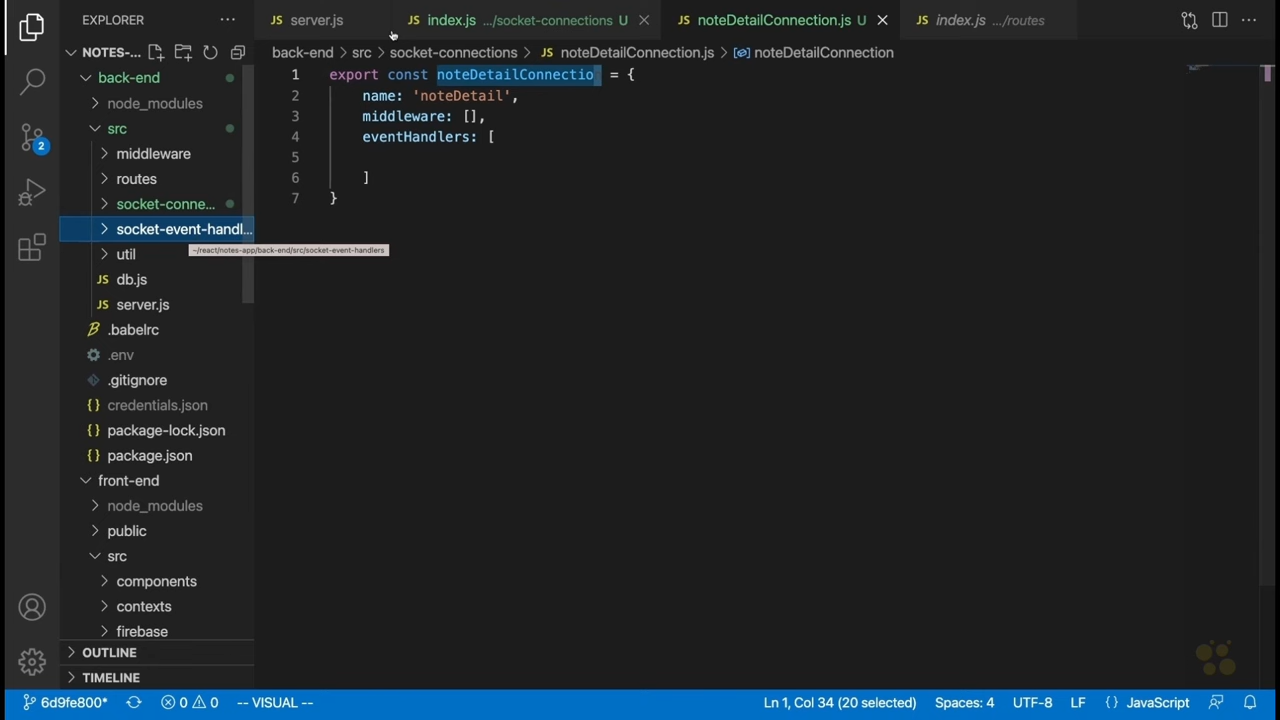 EXPLORER
server.js
index.js .../socket-connections U
noteDetailConnection.js U
index.js .../routes
NOTES-...
back-end > src > socket-connections > JS noteDetailConnection.js > noteDetailConnection
back-end
node_modules
src
middleware
routes
socket-conne...
socket-event-handl...
~/react/notes-app/back-end/src/socket-event-handlers
util
JS db.js
JS server.js
.babelrc
.env
.gitignore
{} credentials.json
{} package-lock.json
{} package.json
front-end
node_modules
public
src
components
contexts
firebase
OUTLINE
TIMELINE
1 export const noteDetailConnection = {
2 name: 'noteDetail',
3 middleware: [],
4 eventHandlers: [
5
6 ]
7 }
2
6d9fe800* 0 0 -- VISUAL -- Ln 1, Col 34 (20 selected) Spaces: 4 UTF-8 LF {} JavaScript